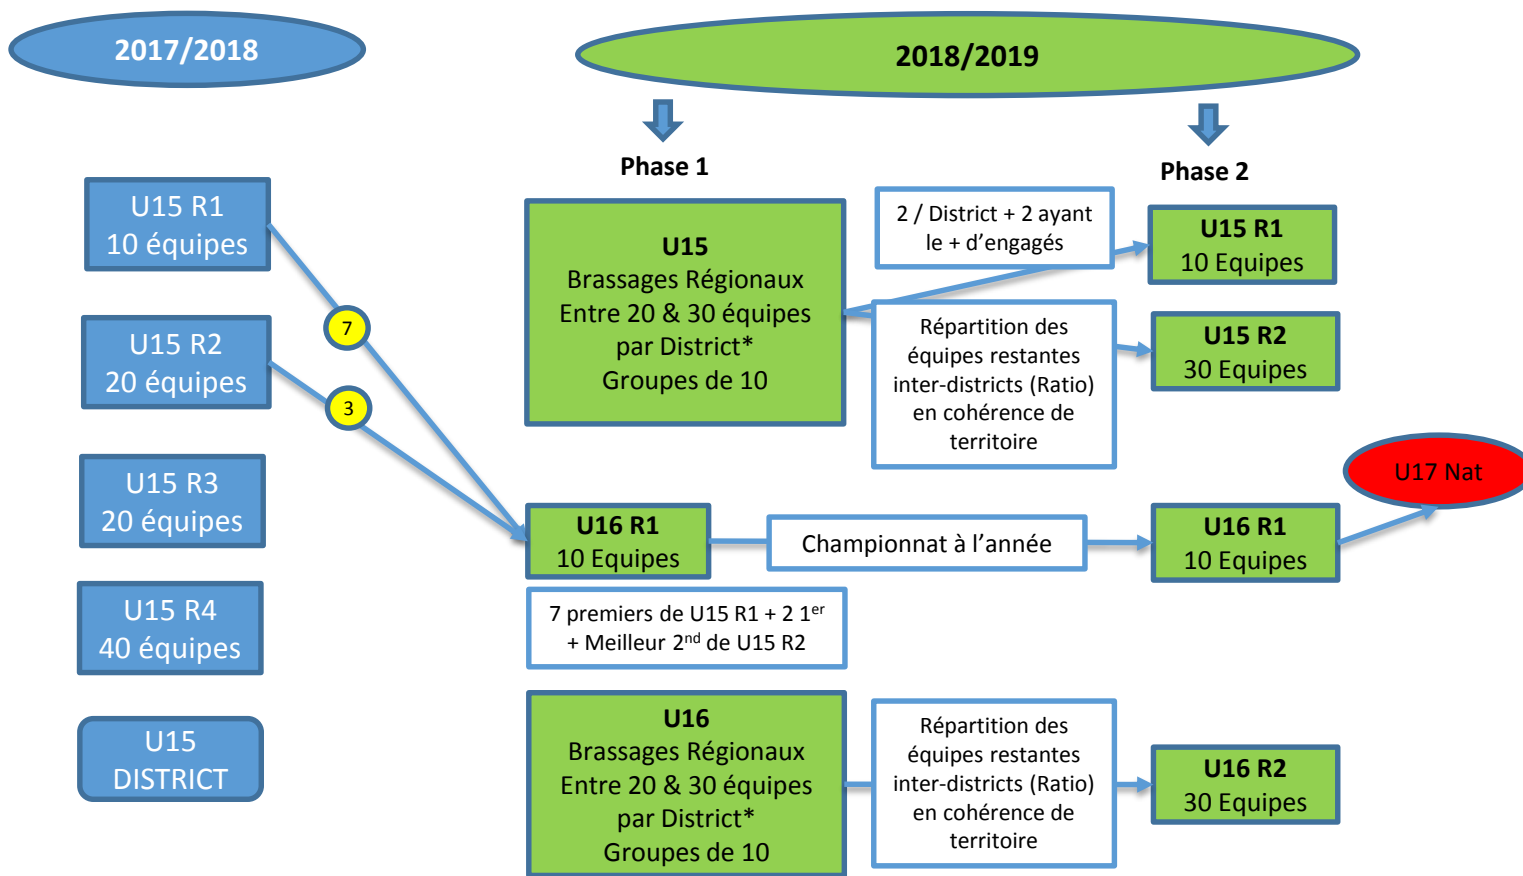 2017/2018
2018/2019
Phase 1
Phase 2
U15 R1
10 équipes
U15 R2
20 équipes
U15 R3
20 équipes
U15 R4
40 équipes
U15
DISTRICT
7
3
U15
Brassages Régionaux
Entre 20 & 30 équipes
par District*
Groupes de 10
2 / District + 2 ayant
le + d’engagés
U15 R1
10 Equipes
Répartition des
équipes restantes
inter-districts (Ratio)
en cohérence de
territoire
U15 R2
30 Equipes
U17 Nat
U16 R1
10 Equipes
Championnat à l’année
U16 R1
10 Equipes
7 premiers de U15 R1 + 2 1er
+ Meilleur 2nd de U15 R2
U16
Brassages Régionaux
Entre 20 & 30 équipes
par District*
Groupes de 10
Répartition des
équipes restantes
inter-districts (Ratio)
en cohérence de
territoire
U16 R2
30 Equipes